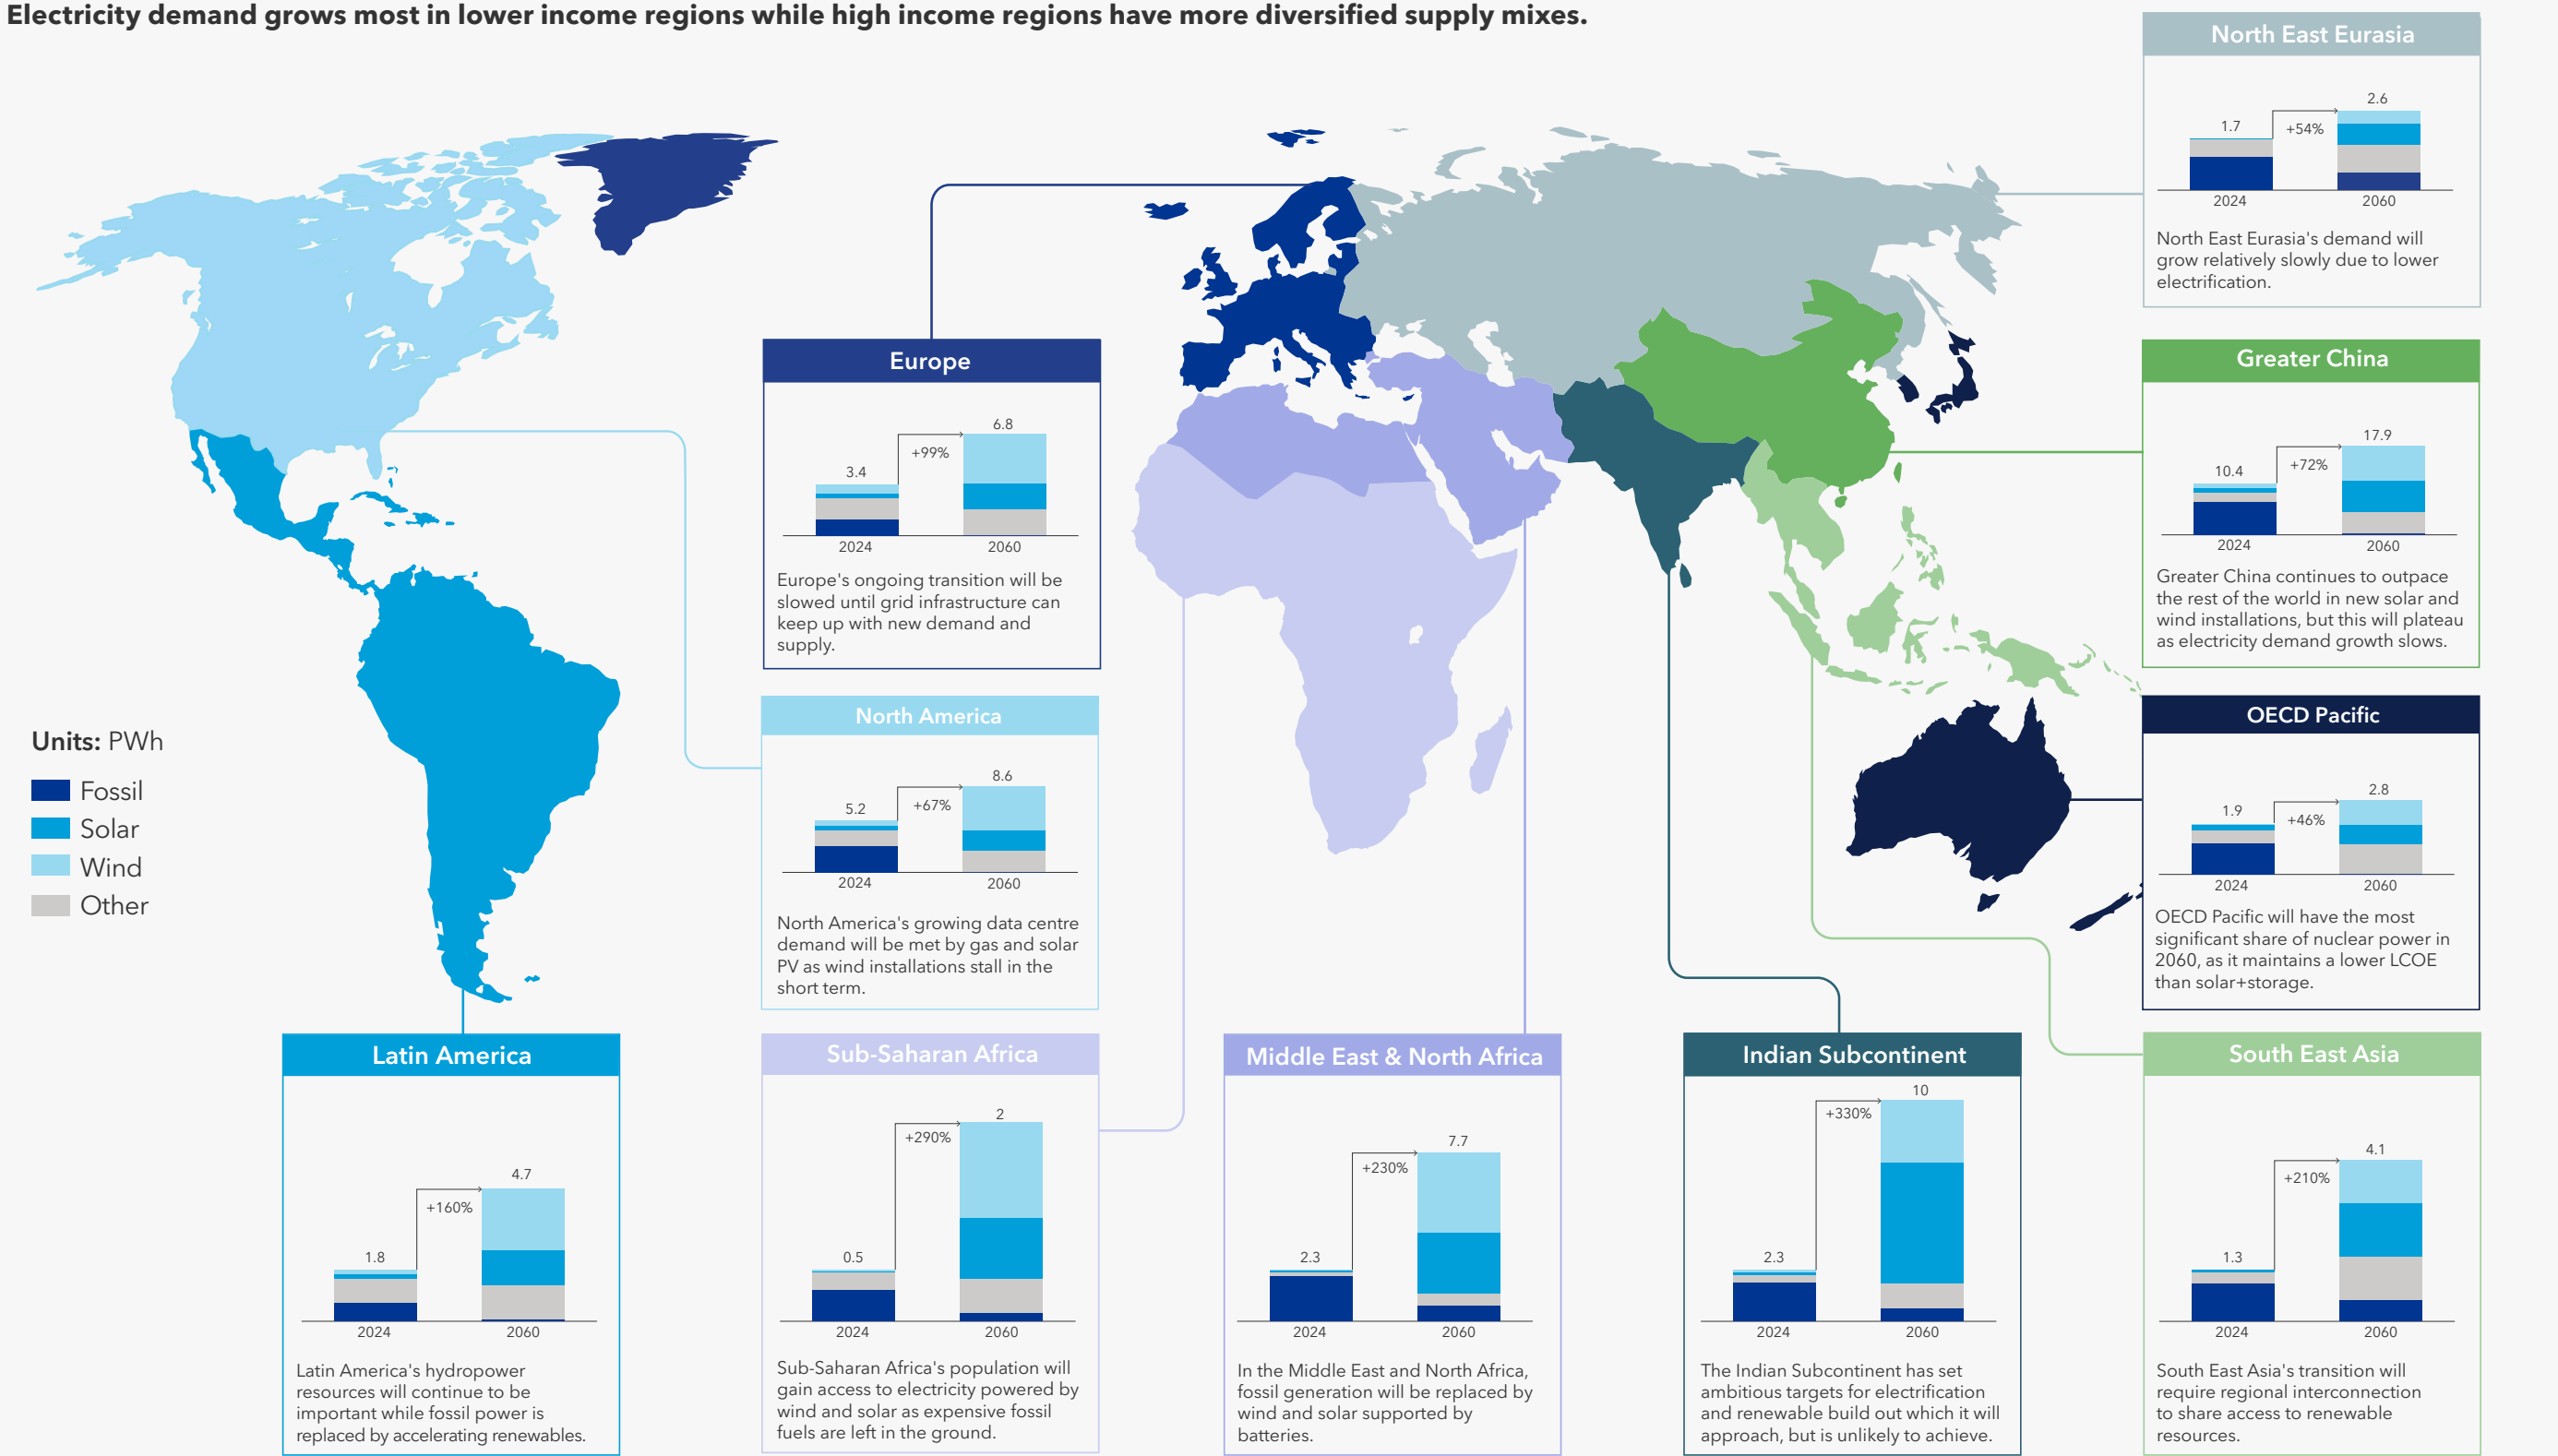 Electricity demand grows most in lower income regions while high income regions have more diversified supply mixes.
North East Eurasia
1.7
+54%
2.6
2024
2060
North East Eurasia's demand will
grow relatively slowly due to lower
electrification.
Europe
3.4
+99%
6.8
2024
2060
Europe's ongoing transition will be
slowed until grid infrastructure can
keep up with new demand and
supply.
Greater China
10.4
+72%
17.9
2024
2060
Greater China continues to outpace
the rest of the world in new solar and
wind installations, but this will plateau
as electricity demand growth slows.
Units: PWh
Fossil
Solar
Wind
Other
North America
5.2
+67%
8.6
2024
2060
North America's growing data centre
demand will be met by gas and solar
PV as wind installations stall in the
short term.
OECD Pacific
1.9
+46%
2.8
2024
2060
OECD Pacific will have the most
significant share of nuclear power in
2060, as it maintains a lower LCOE
than solar+storage.
Latin America
1.8
+160%
4.7
2024
2060
Latin America's hydropower
resources will continue to be
important while fossil power is
replaced by accelerating renewables.
Sub-Saharan Africa
0.5
+290%
2
2024
2060
Sub-Saharan Africa's population will
gain access to electricity powered by
wind and solar as expensive fossil
fuels are left in the ground.
Middle East & North Africa
2.3
+230%
7.7
2024
2060
In the Middle East and North Africa,
fossil generation will be replaced by
wind and solar supported by
batteries.
Indian Subcontinent
2.3
+330%
10
2024
2060
The Indian Subcontinent has set
ambitious targets for electrification
and renewable build out which it will
approach, but is unlikely to achieve.
South East Asia
1.3
+210%
4.1
2024
2060
South East Asia's transition will
require regional interconnection
to share access to renewable
resources.